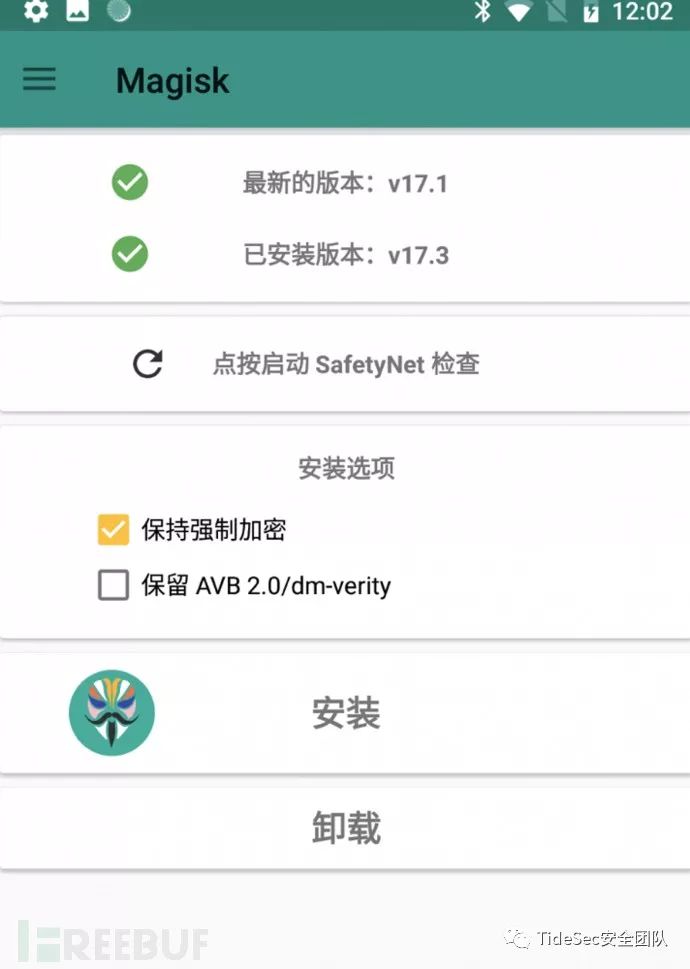 12:02
Magisk
最新的版本：v17.1
已安装版本：v17.3
点按启动 SafetyNet 检查
安装选项
保持强制加密
保留 AVB 2.0/dm-verity
安装
卸载
FREEBUF
TideSec安全团队